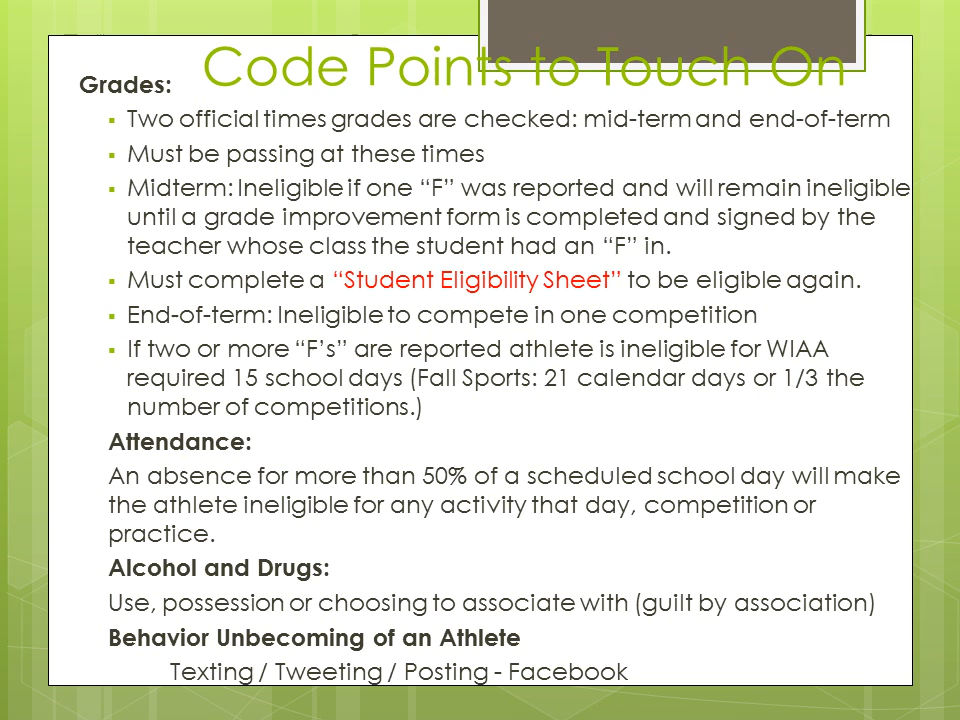 Code Points to Touch On
Grades:
▪ Two official times grades are checked: mid-term and end-of-term
▪ Must be passing at these times
▪ Midterm: Ineligible if one “F” was reported and will remain ineligible
until a grade improvement form is completed and signed by the
teacher whose class the student had an “F” in.
▪ Must complete a “Student Eligibility Sheet” to be eligible again.
▪ End-of-term: Ineligible to compete in one competition
▪ If two or more “F’s” are reported athlete is ineligible for WIAA
required 15 school days (Fall Sports: 21 calendar days or 1/3 the
number of competitions.)
Attendance:
An absence for more than 50% of a scheduled school day will make
the athlete ineligible for any activity that day, competition or
practice.
Alcohol and Drugs:
Use, possession or choosing to associate with (guilt by association)
Behavior Unbecoming of an Athlete
Texting / Tweeting / Posting - Facebook